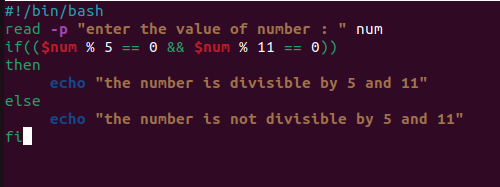 #!/bin/bash
read -p "enter the value of number : " num
if(($num % 5 == 0 && $num % 11 == 0))
then
     echo "the number is divisible by 5 and 11"
else
     echo "the number is not divisible by 5 and 11"
fi